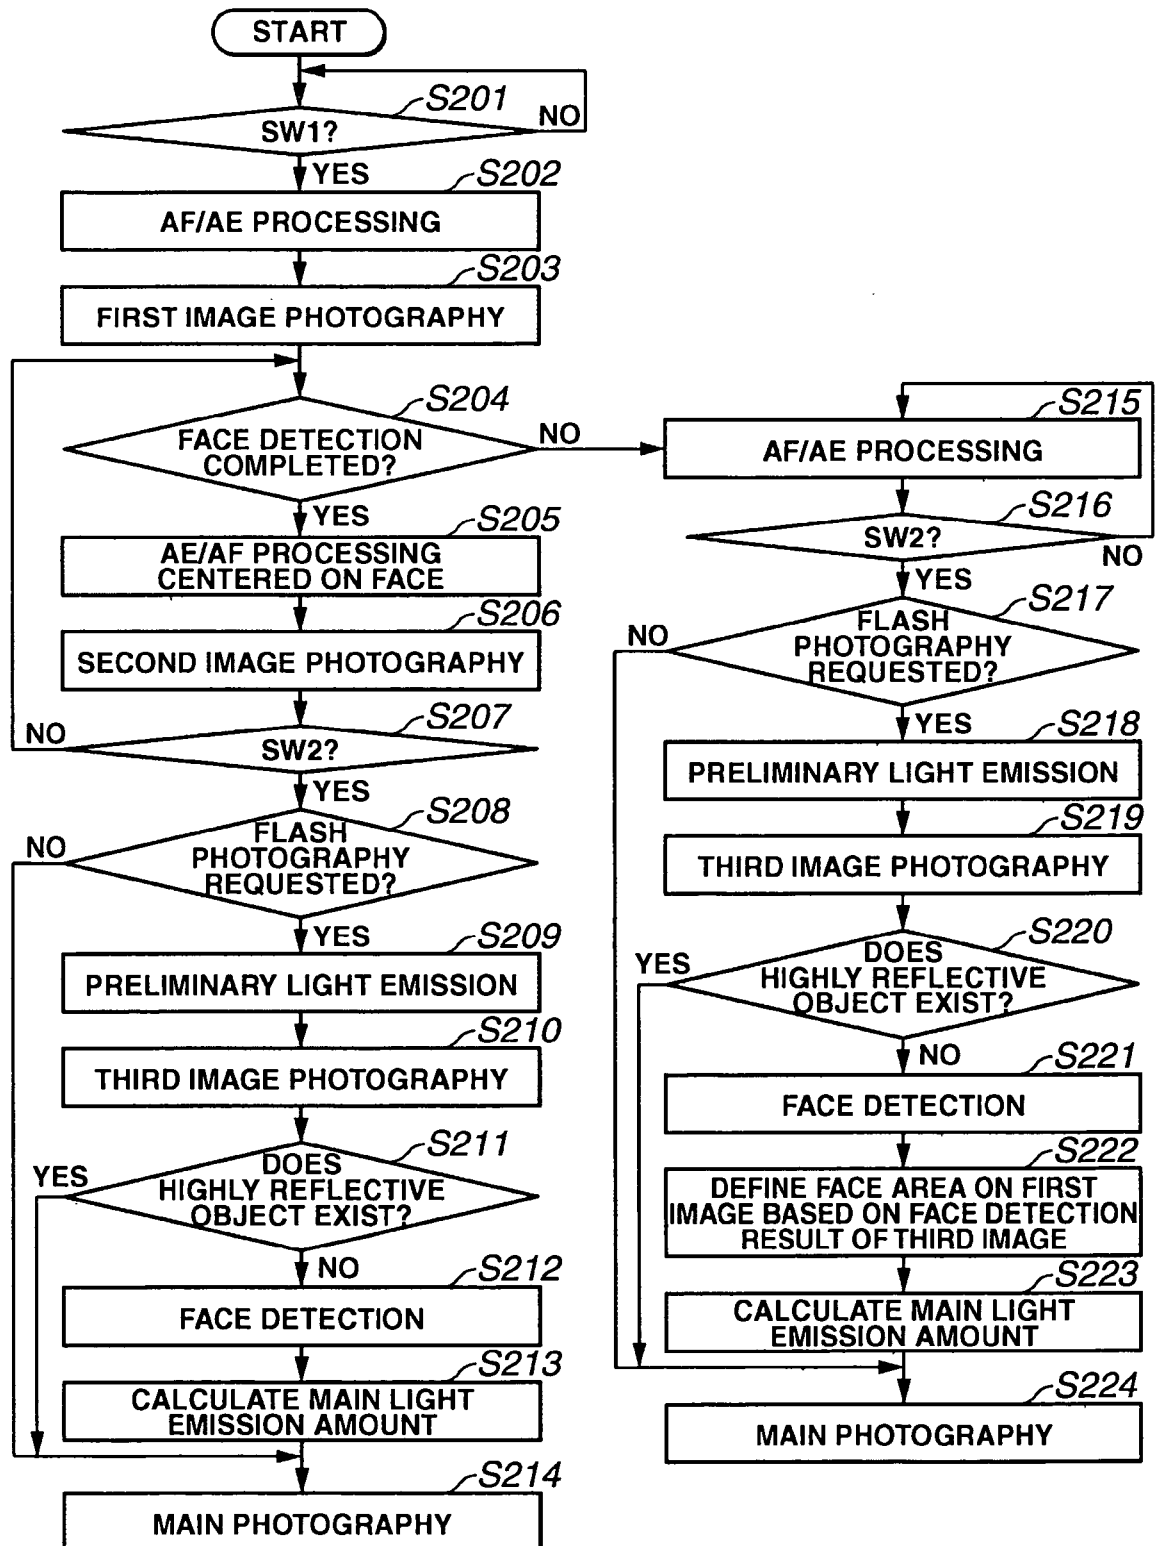 START
S201
SW1?
NO
YES
S202
AF/AE PROCESSING
S203
FIRST IMAGE PHOTOGRAPHY
S204
FACE DETECTION
COMPLETED?
NO
YES
S205
AE/AF PROCESSING
CENTERED ON FACE
S206
SECOND IMAGE PHOTOGRAPHY
S207
NO
SW2?
YES
S208
NO
FLASH
PHOTOGRAPHY
REQUESTED?
YES
S209
PRELIMINARY LIGHT EMISSION
S210
THIRD IMAGE PHOTOGRAPHY
S211
YES
DOES
HIGHLY REFLECTIVE
OBJECT EXIST?
NO
S212
FACE DETECTION
S213
CALCULATE MAIN LIGHT
EMISSION AMOUNT
S214
MAIN PHOTOGRAPHY
S215
AF/AE PROCESSING
S216
SW2?
NO
YES
S217
NO
FLASH
PHOTOGRAPHY
REQUESTED?
YES
S218
PRELIMINARY LIGHT EMISSION
S219
THIRD IMAGE PHOTOGRAPHY
S220
YES
DOES
HIGHLY REFLECTIVE
OBJECT EXIST?
NO
S221
FACE DETECTION
S222
DEFINE FACE AREA ON FIRST
IMAGE BASED ON FACE DETECTION
RESULT OF THIRD IMAGE
S223
CALCULATE MAIN LIGHT
EMISSION AMOUNT
S224
MAIN PHOTOGRAPHY